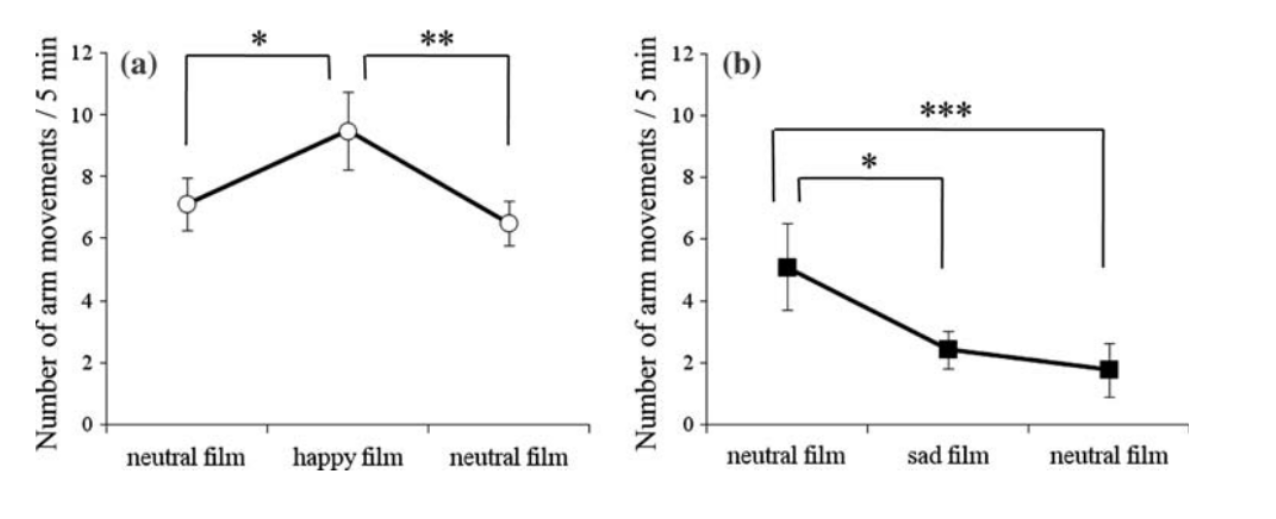 (a)
Number of arm movements / 5 min
12
10
8
6
4
2
0
*
**
neutral film
happy film
neutral film
(b)
Number of arm movements / 5 min
12
10
8
6
4
2
0
***
*
neutral film
sad film
neutral film